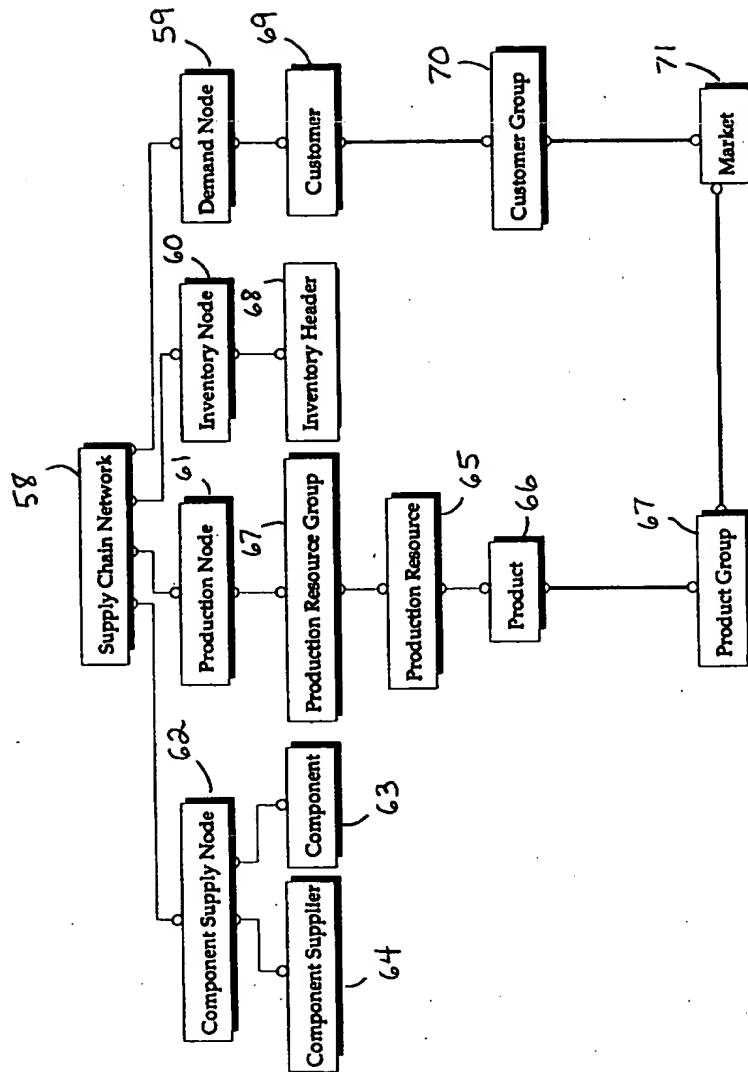 58
Supply Chain Network
62
Component Supply Node
61
Production Node
60
Inventory Node
59
Demand Node
64
Component Supplier
63
Component
67
Production Resource Group
68
Inventory Header
69
Customer
65
Production Resource
66
Product
70
Customer Group
67
Product Group
71
Market